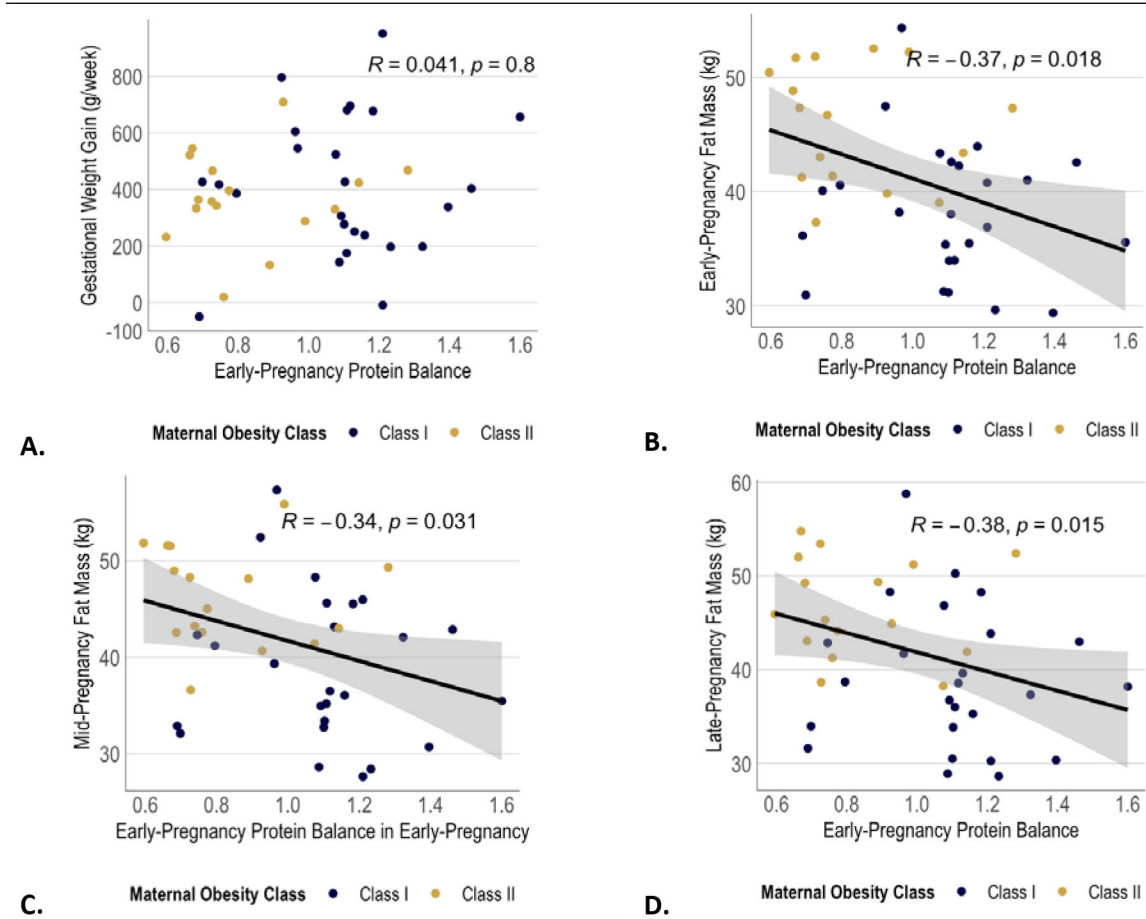 R = 0.041, p = 0.8
Gestational Weight Gain (g/week)
800
600
400
200
0
-100
0.6 0.8 1.0 1.2 1.4 1.6
Early-Pregnancy Protein Balance
Maternal Obesity Class Class I Class II
A.
R = −0.37, p = 0.018
Early-Pregnancy Fat Mass (kg)
50
40
30
0.6 0.8 1.0 1.2 1.4 1.6
Early-Pregnancy Protein Balance
Maternal Obesity Class Class I Class II
B.
R = −0.34, p = 0.031
Mid-Pregnancy Fat Mass (kg)
50
40
30
0.6 0.8 1.0 1.2 1.4 1.6
Early-Pregnancy Protein Balance in Early-Pregnancy
Maternal Obesity Class Class I Class II
C.
R = −0.38, p = 0.015
Late-Pregnancy Fat Mass (kg)
60
50
40
30
0.6 0.8 1.0 1.2 1.4 1.6
Early-Pregnancy Protein Balance
Maternal Obesity Class Class I Class II
D.